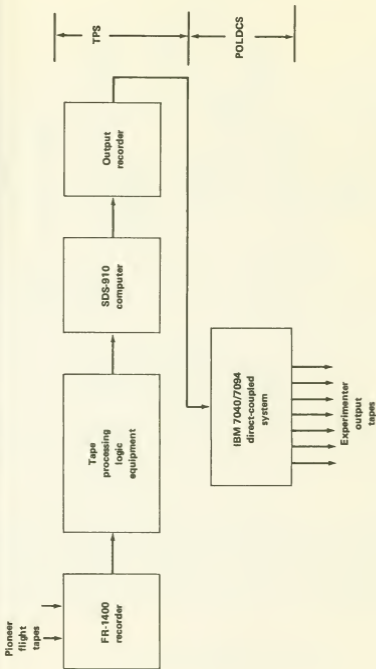 Pioneer
flight
tapes
FR-1400
recorder
Tape
processing
logic
equipment
SDS-910
computer
Output
recorder
TPS
IBM 7040/7094
direct-coupled
system
POLDCS
Experimenter
output
tapes